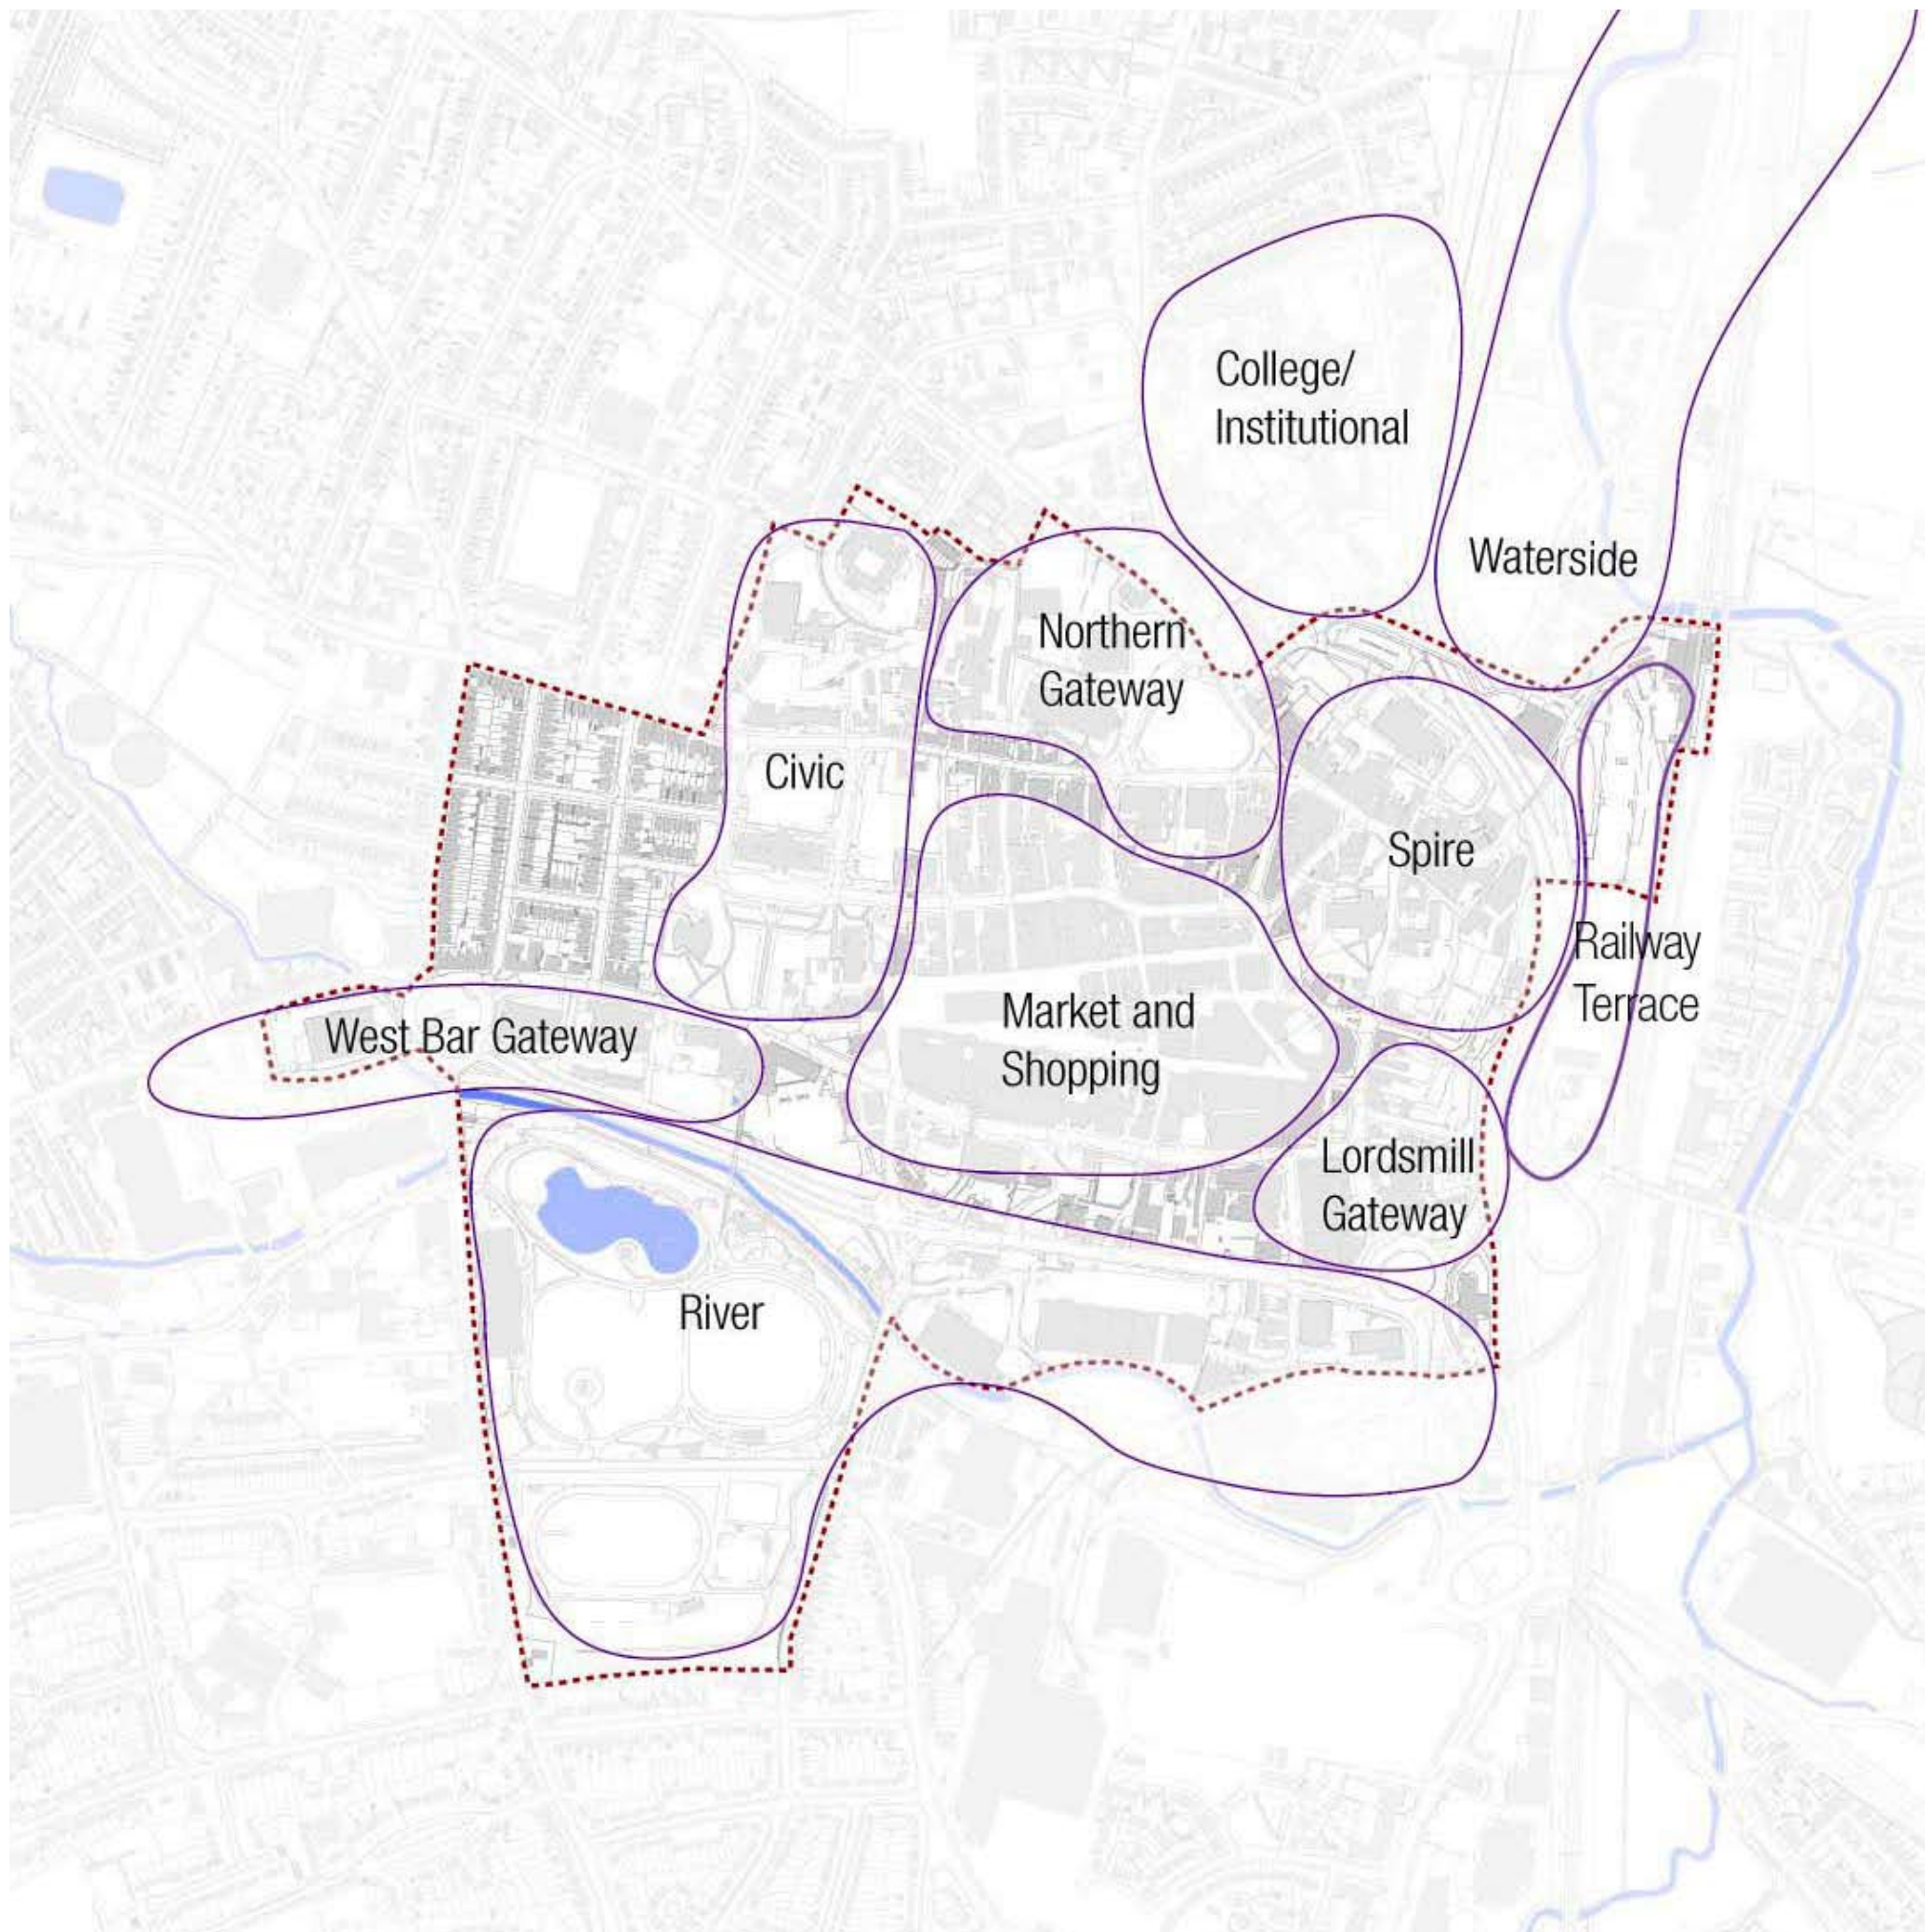 College/
Institutional
Waterside
Northern
Gateway
Civic
Spire
Railway
Terrace
West Bar Gateway
Market and
Shopping
Lordsmill
Gateway
River